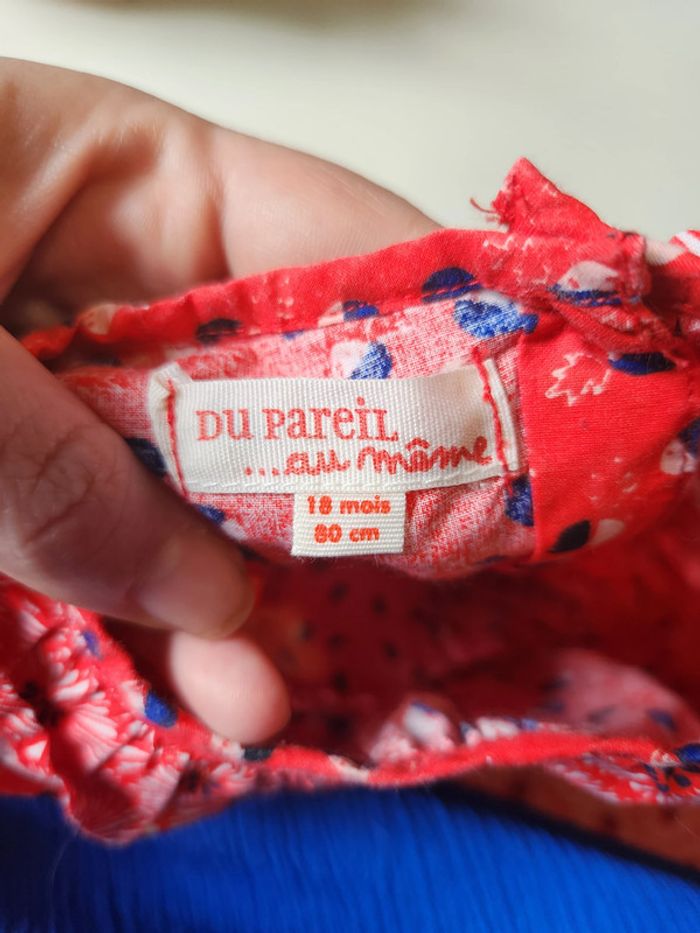 DU PAREIL
...au même
18 mois
80 cm